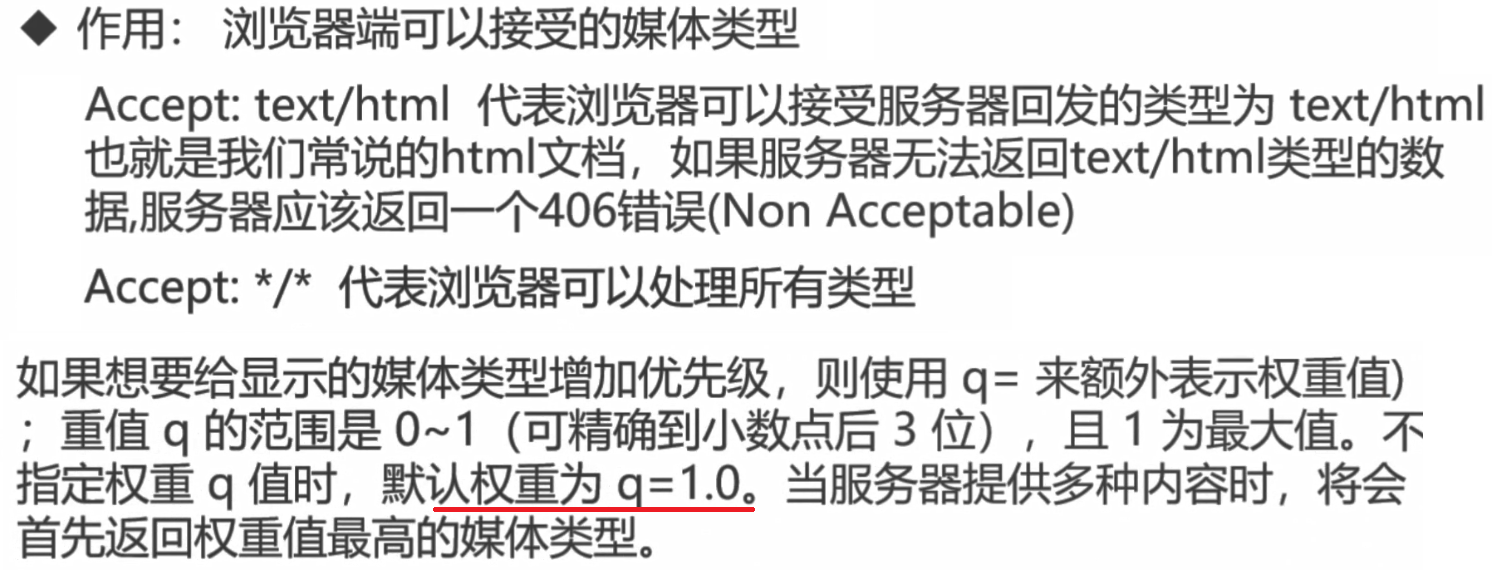 ◆ 作用： 浏览器端可以接受的媒体类型
Accept: text/html 代表浏览器可以接受服务器回发的类型为 text/html
也就是我们常说的html文档，如果服务器无法返回text/html类型的数
据,服务器应该返回一个406错误(Non Acceptable)
Accept: */* 代表浏览器可以处理所有类型
如果想要给显示的媒体类型增加优先级，则使用 q= 来额外表示权重值)
；重值 q 的范围是 0~1（可精确到小数点后 3 位），且 1 为最大值。不
指定权重 q 值时，默认权重为 q=1.0。当服务器提供多种内容时，将会
首先返回权重值最高的媒体类型。